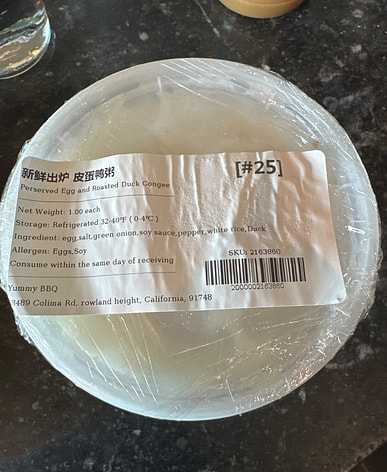 新鲜出炉 皮蛋鸭粥
[#25]
Perserved Egg and Roasted Duck Congee
Net Weight: 1.00 each
Storage: Refrigerated 32-40°F ( 0-4°C )
Ingredient: egg,salt,green onion,soy sauce,pepper,white rice,Duck
Allergen: Eggs,Soy
SKU: 2163860
Consume within the same day of receiving
2000002163860
Yummy BBQ
3489 Colima Rd, rowland height, California, 91748